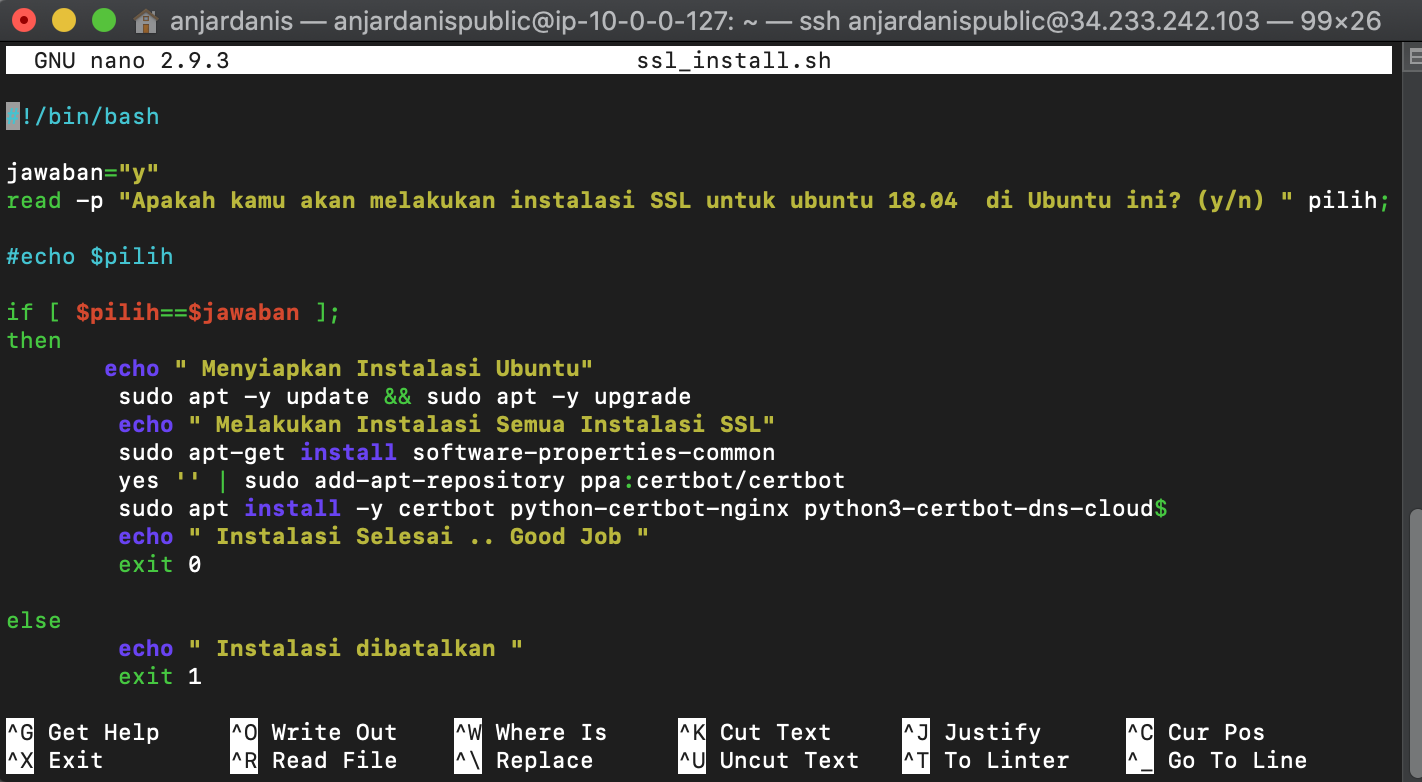 anjardanis — anjardanispublic@ip-10-0-0-127: ~ — ssh anjardanispublic@34.233.242.103 — 99×26
GNU nano 2.9.3 ssl_install.sh
#!/bin/bash
jawaban="y"
read -p "Apakah kamu akan melakukan instalasi SSL untuk ubuntu 18.04  di Ubuntu ini? (y/n) " pilih;
#echo $pilih
if [ $pilih==$jawaban ];
then
echo " Menyiapkan Instalasi Ubuntu"
sudo apt -y update && sudo apt -y upgrade
echo " Melakukan Instalasi Semua Instalasi SSL"
sudo apt-get install software-properties-common
yes '' | sudo add-apt-repository ppa:certbot/certbot
sudo apt install -y certbot python-certbot-nginx python3-certbot-dns-cloud$
echo " Instalasi Selesai .. Good Job "
exit 0
else
echo " Instalasi dibatalkan "
exit 1
^G Get Help ^O Write Out ^W Where Is ^K Cut Text ^J Justify ^C Cur Pos
^X Exit ^R Read File ^\ Replace ^U Uncut Text ^T To Linter ^_ Go To Line